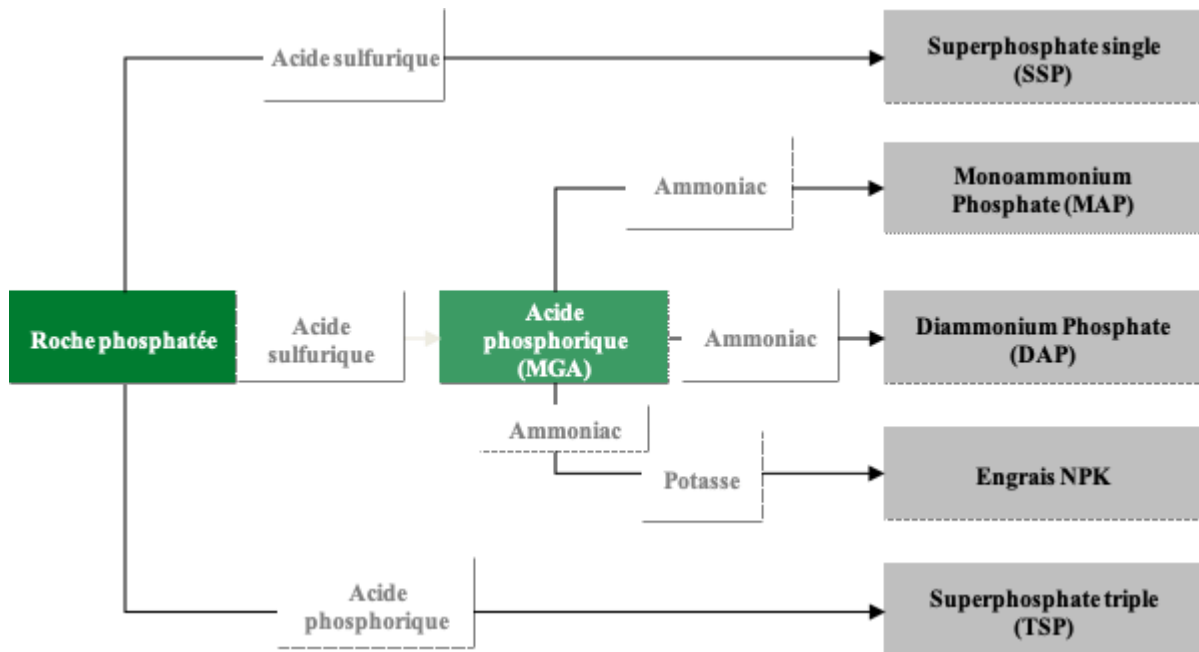 Acide sulfurique
Superphosphate single
(SSP)
Ammoniac
Monoammonium
Phosphate (MAP)
Roche phosphatée
Acide
sulfurique
Acide
phosphorique
(MGA)
Ammoniac
Diammonium Phosphate
(DAP)
Ammoniac
Potasse
Engrais NPK
Acide
phosphorique
Superphosphate triple
(TSP)